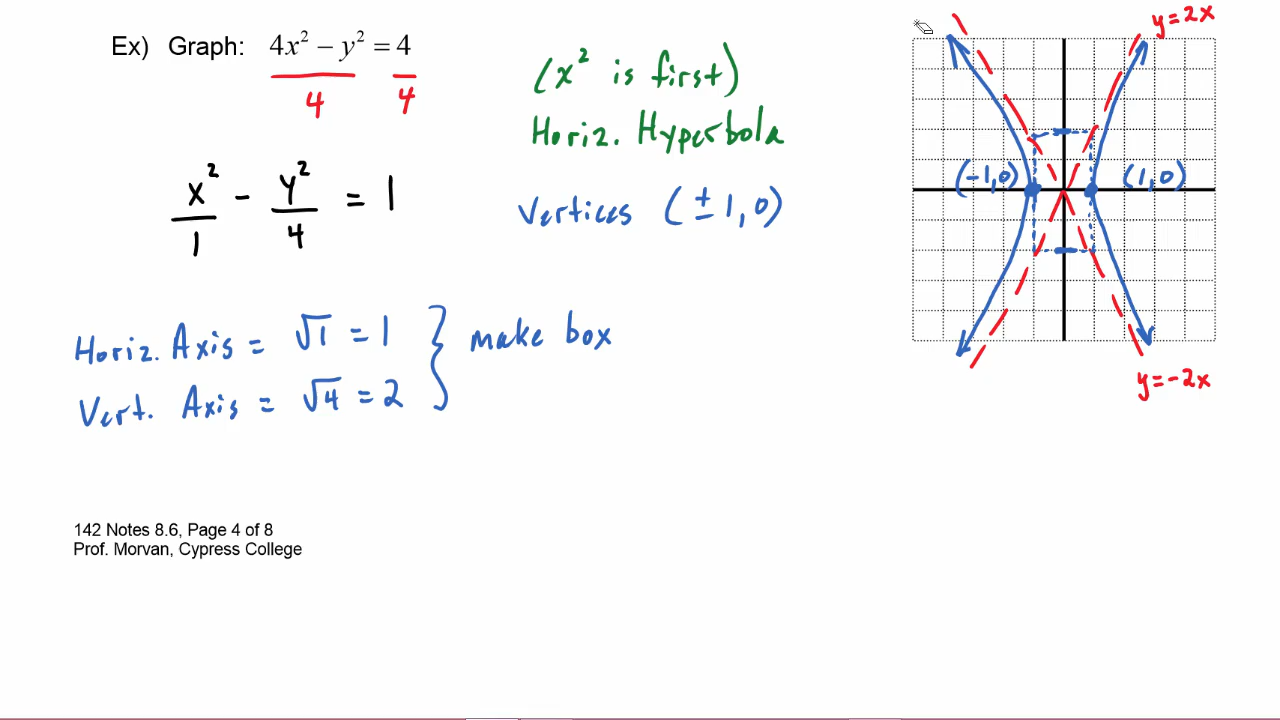 Ex) Graph: 4x² − y² = 4
4 4
(x² is first)
Horiz. Hyperbola
x²/1 − y²/4 = 1
Vertices (± 1, 0)
Horiz. Axis = √1 = 1 } make box
Vert. Axis = √4 = 2
y = 2x
(-1,0) (1,0)
y = -2x
142 Notes 8.6, Page 4 of 8
Prof. Morvan, Cypress College